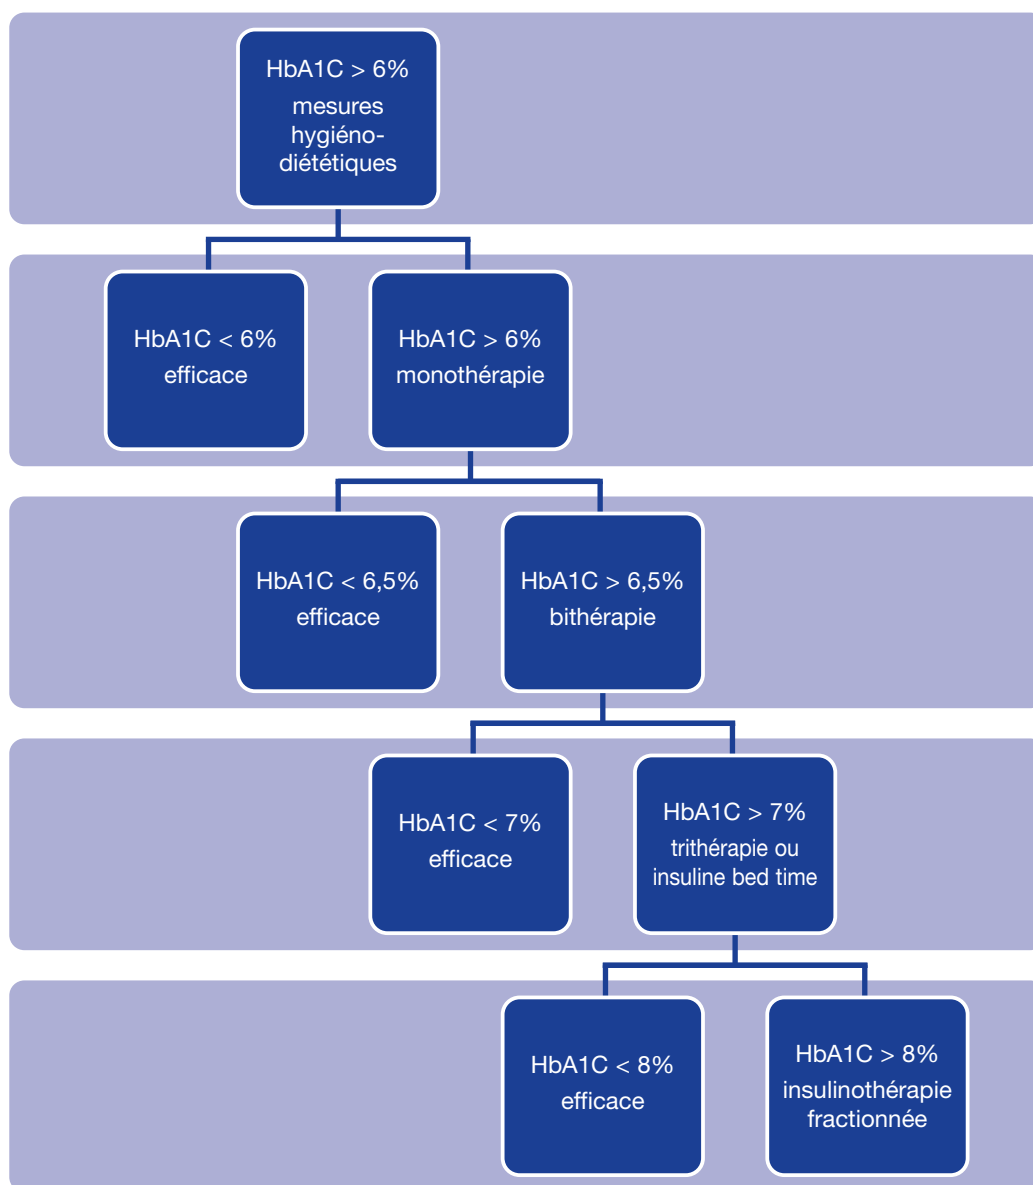 HbA1C > 6%
mesures
hygiéno-
diététiques
HbA1C < 6%
efficace
HbA1C > 6%
monothérapie
HbA1C < 6,5%
efficace
HbA1C > 6,5%
bithérapie
HbA1C < 7%
efficace
HbA1C > 7%
trithérapie ou
insuline bed time
HbA1C < 8%
efficace
HbA1C > 8%
insulinothérapie
fractionnée